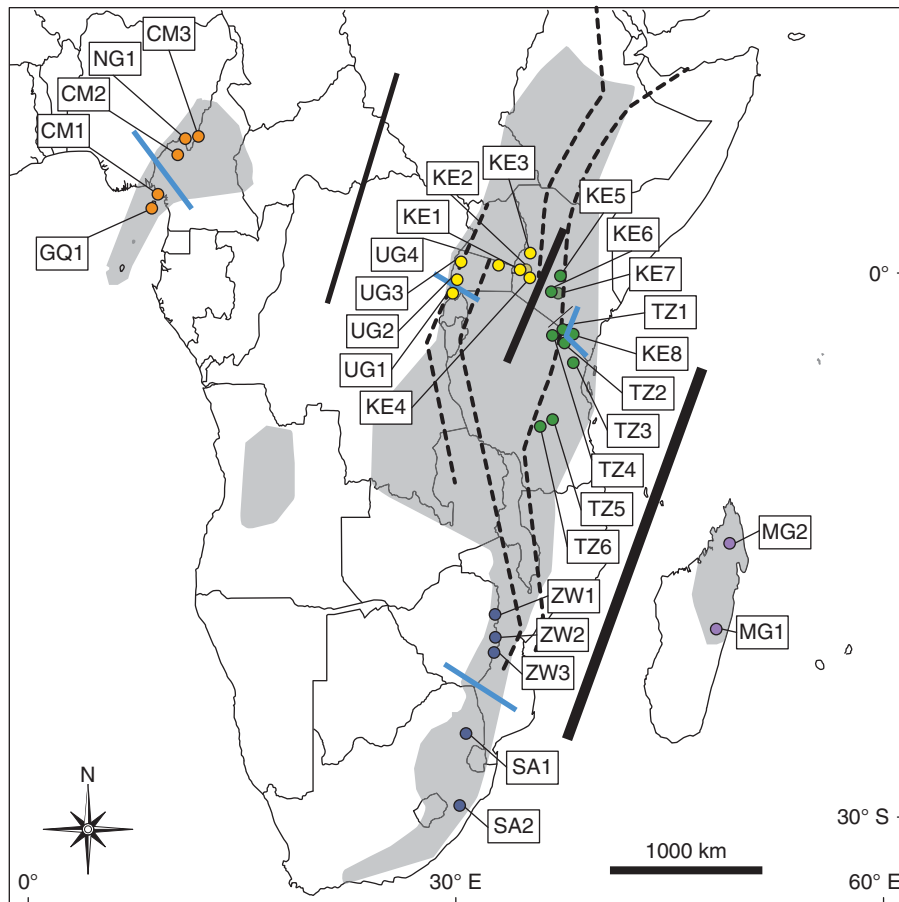 CM3
NG1
CM2
CM1
GQ1
KE3
KE2
KE1
UG4
UG3
UG2
UG1
KE4
KE5
KE6
KE7
0°
TZ1
KE8
TZ2
TZ3
TZ4
TZ5
TZ6
MG2
MG1
ZW1
ZW2
ZW3
SA1
SA2
N
30° S
1000 km
0°
30° E
60° E